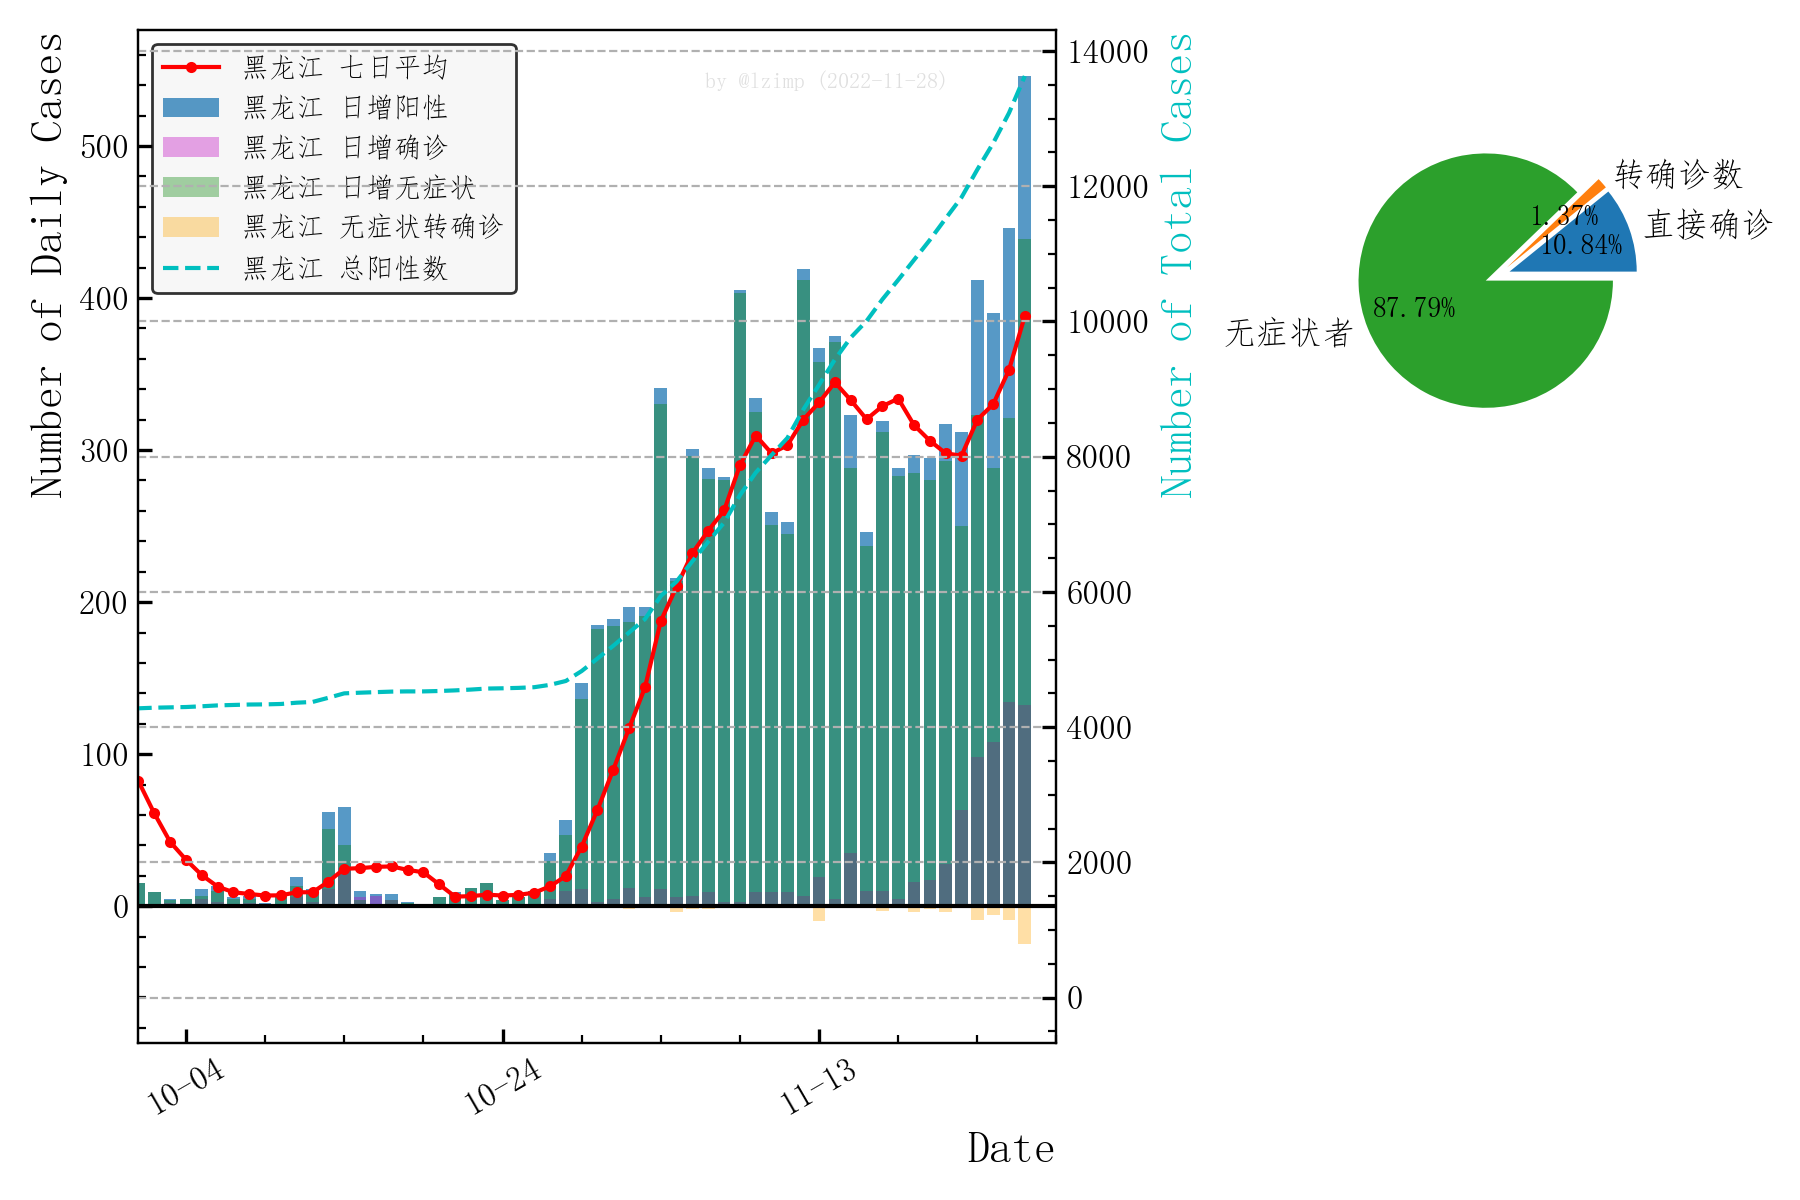 Number of Daily Cases
500
400
300
200
100
0
黑龙江 七日平均
黑龙江 日增阳性
黑龙江 日增确诊
黑龙江 日增无症状
黑龙江 无症状转确诊
黑龙江 总阳性数
by @lzimp (2022-11-28)
14000
12000
10000
8000
6000
4000
2000
0
Number of Total Cases
10-04
10-24
11-13
Date
转确诊数
直接确诊
无症状者
1.37%
10.84%
87.79%